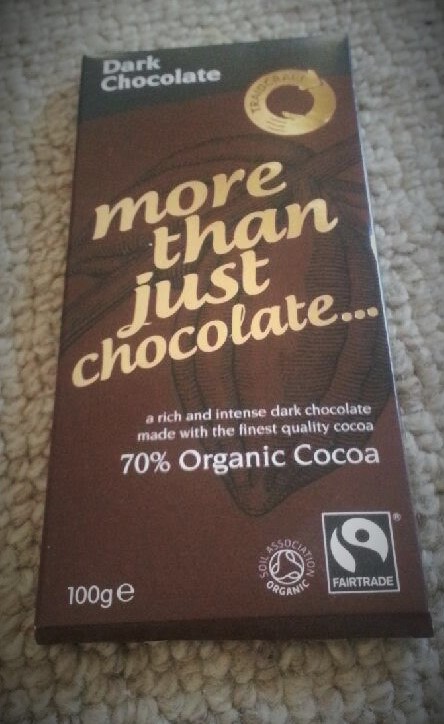 Dark
Chocolate
TRAIDCRAFT
more
than
just
chocolate...
a rich and intense dark chocolate
made with the finest quality cocoa
70% Organic Cocoa
SOIL ASSOCIATION
ORGANIC
®
FAIRTRADE
100g e